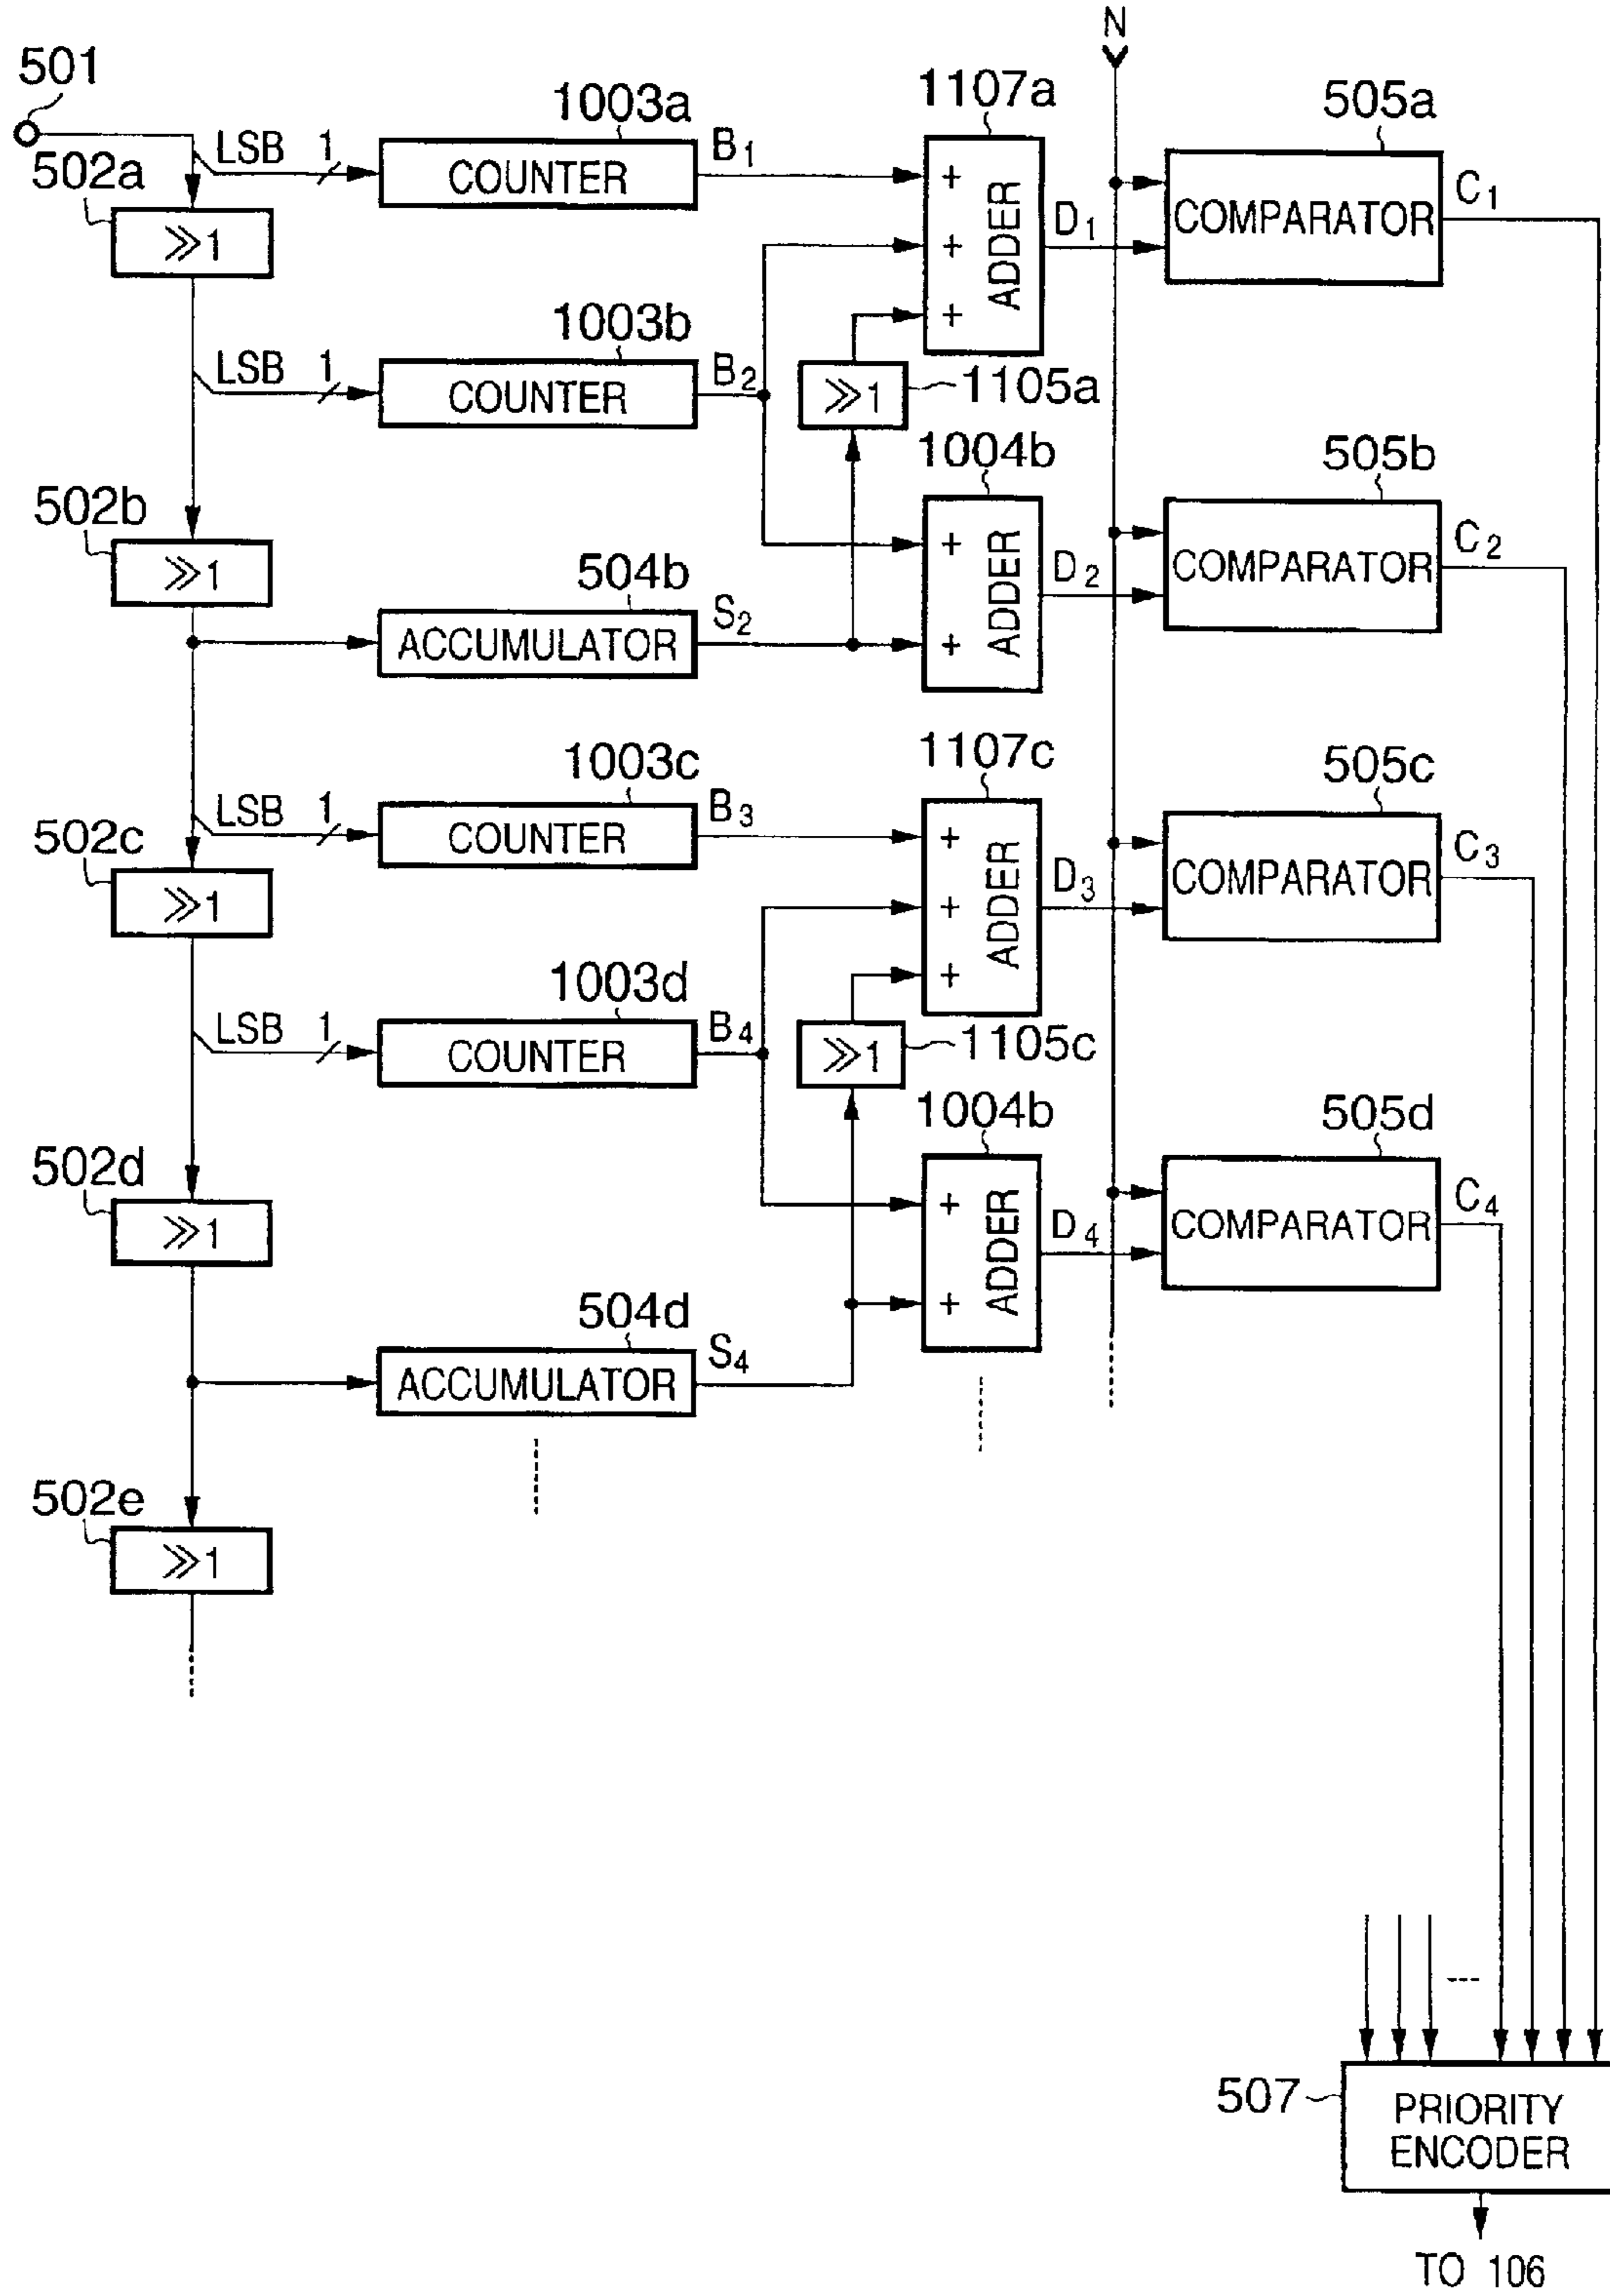 N
501
1003a
1107a
505a
LSB 1
COUNTER
B1
+
+
+
ADDER
D1
COMPARATOR
C1
502a
≫1
1003b
LSB 1
COUNTER
B2
≫1
1105a
1004b
505b
502b
≫1
504b
ACCUMULATOR
S2
+
+
ADDER
D2
COMPARATOR
C2
1003c
1107c
505c
LSB 1
COUNTER
B3
+
+
+
ADDER
D3
COMPARATOR
C3
502c
≫1
1003d
LSB 1
COUNTER
B4
≫1
1105c
1004b
505d
502d
≫1
+
+
ADDER
D4
COMPARATOR
C4
504d
ACCUMULATOR
S4
502e
≫1
507
PRIORITY
ENCODER
TO 106